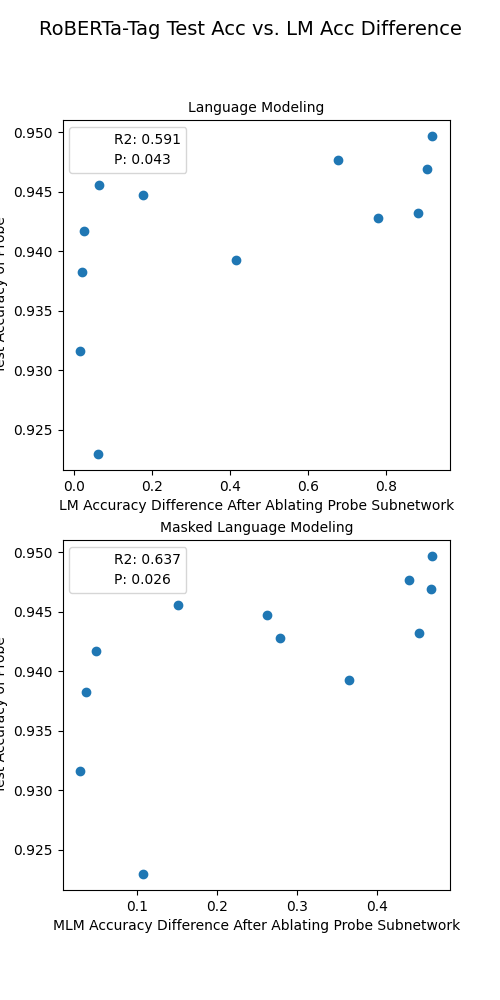 RoBERTa-Tag Test Acc vs. LM Acc Difference
Language Modeling
R2: 0.591
P: 0.043
0.950
0.945
0.940
0.935
0.930
0.925
Test Accuracy of Probe
0.0 0.2 0.4 0.6 0.8
LM Accuracy Difference After Ablating Probe Subnetwork
Masked Language Modeling
R2: 0.637
P: 0.026
0.950
0.945
0.940
0.935
0.930
0.925
Test Accuracy of Probe
0.1 0.2 0.3 0.4
MLM Accuracy Difference After Ablating Probe Subnetwork